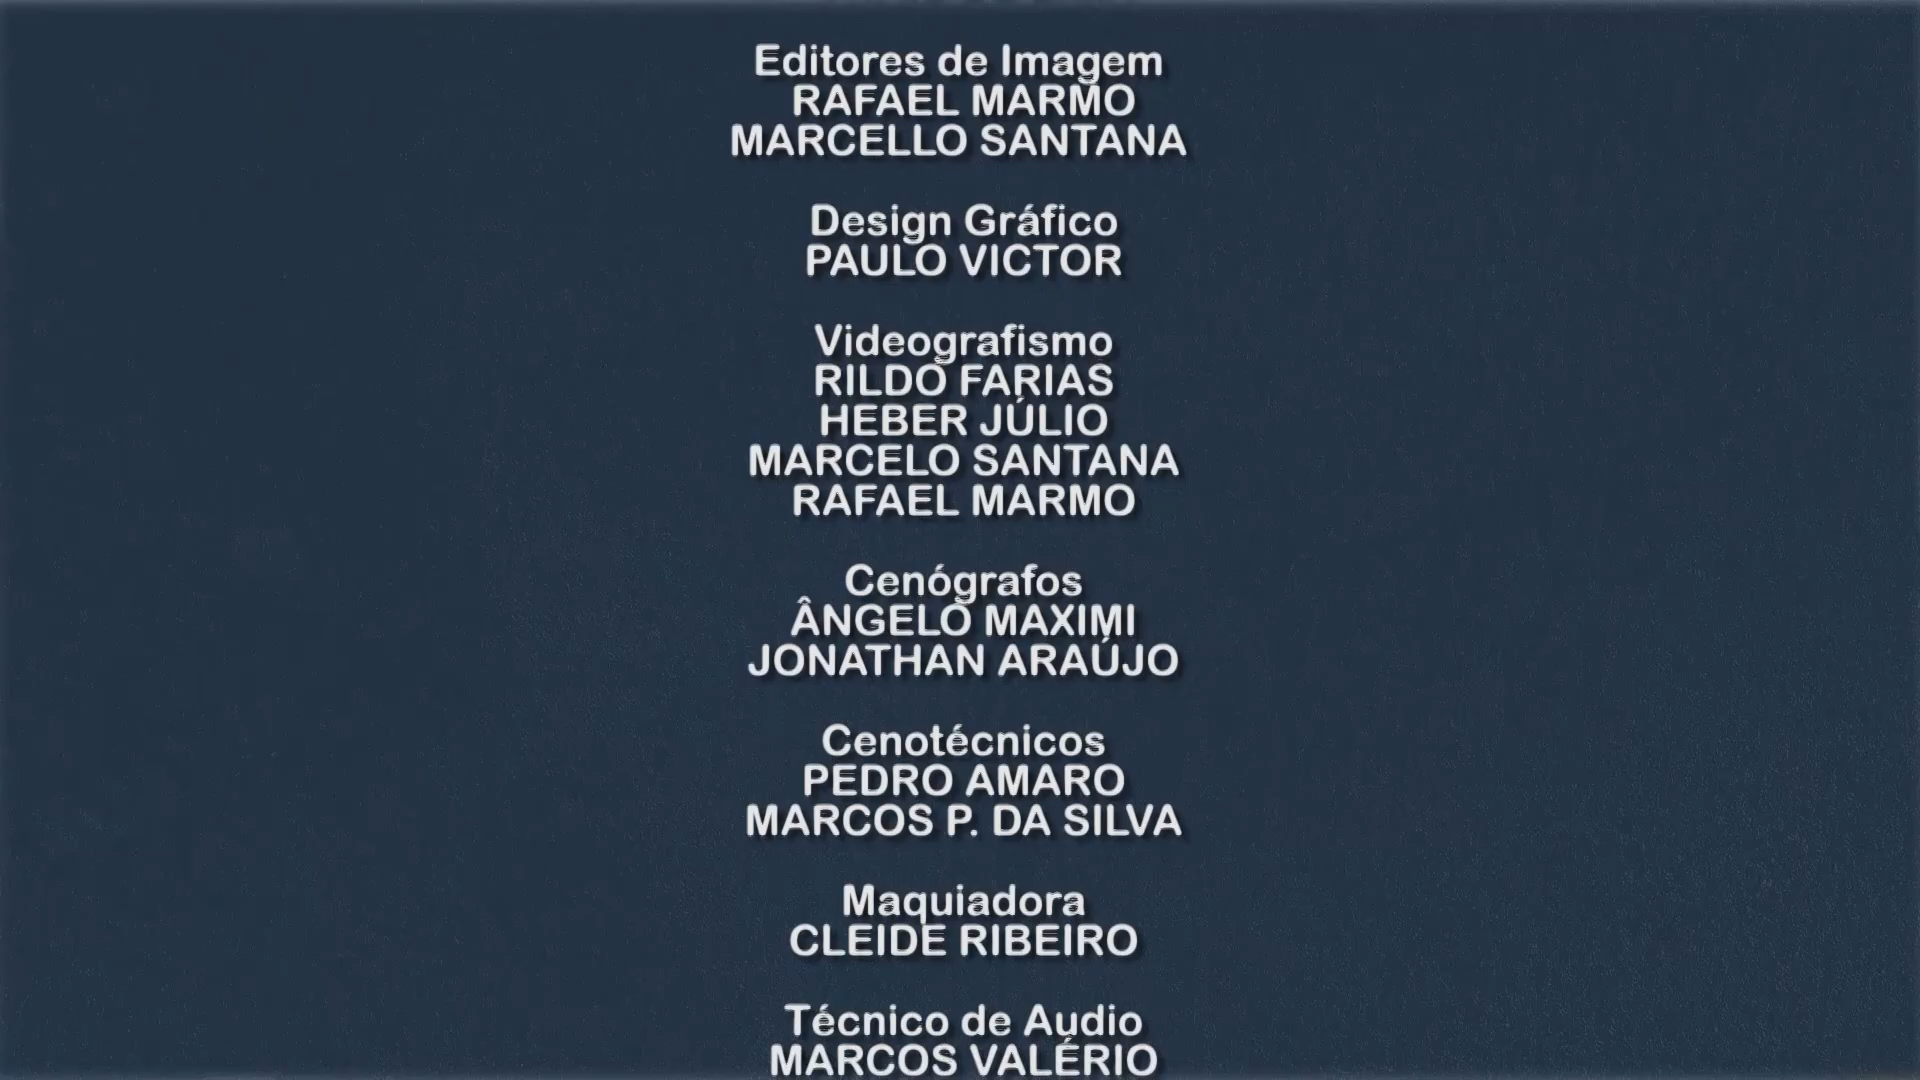 Editores de Imagem
RAFAEL MARMO
MARCELLO SANTANA
Design Gráfico
PAULO VICTOR
Videografismo
RILDO FARIAS
HEBER JÚLIO
MARCELO SANTANA
RAFAEL MARMO
Cenógrafos
ÂNGELO MAXIMI
JONATHAN ARAÚJO
Cenotécnicos
PEDRO AMARO
MARCOS P. DA SILVA
Maquiadora
CLEIDE RIBEIRO
Técnico de Audio
MARCOS VALÉRIO